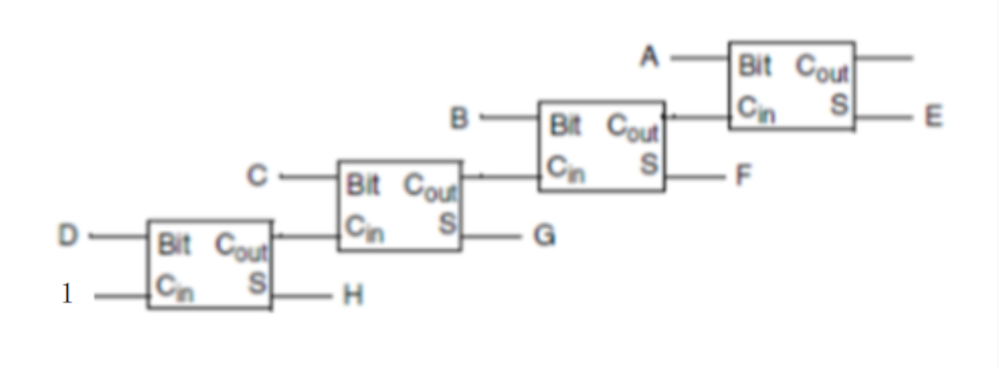 A Bit Cout
Cin S E
B Bit Cout
Cin S F
C Bit Cout
Cin S G
D Bit Cout
Cin S H
1